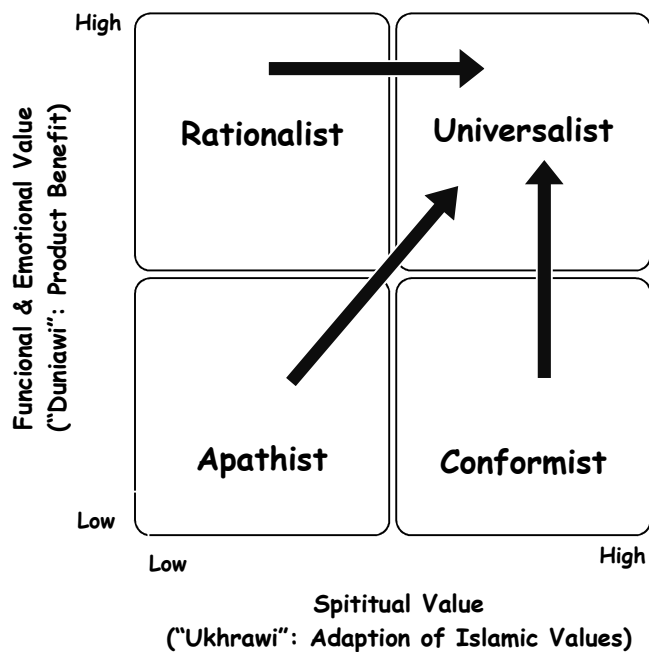 High
Funcional & Emotional Value
("Duniawi": Product Benefit)
Rationalist
Universalist
Apathist
Conformist
Low
Low
High
Spititual Value
("Ukhrawi": Adaption of Islamic Values)